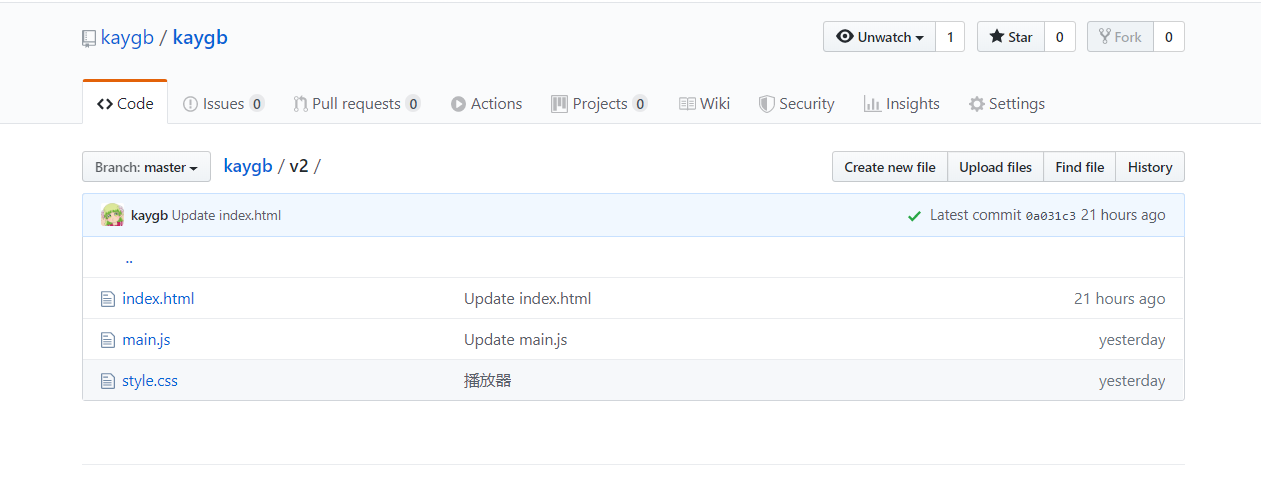 kaygb / kaygb
Unwatch 1 Star 0 Fork 0
Code Issues 0 Pull requests 0 Actions Projects 0 Wiki Security Insights Settings
Branch: master kaygb / v2 / Create new file Upload files Find file History
kaygb Update index.html Latest commit 0a031c3 21 hours ago
..
index.html Update index.html 21 hours ago
main.js Update main.js yesterday
style.css 播放器 yesterday